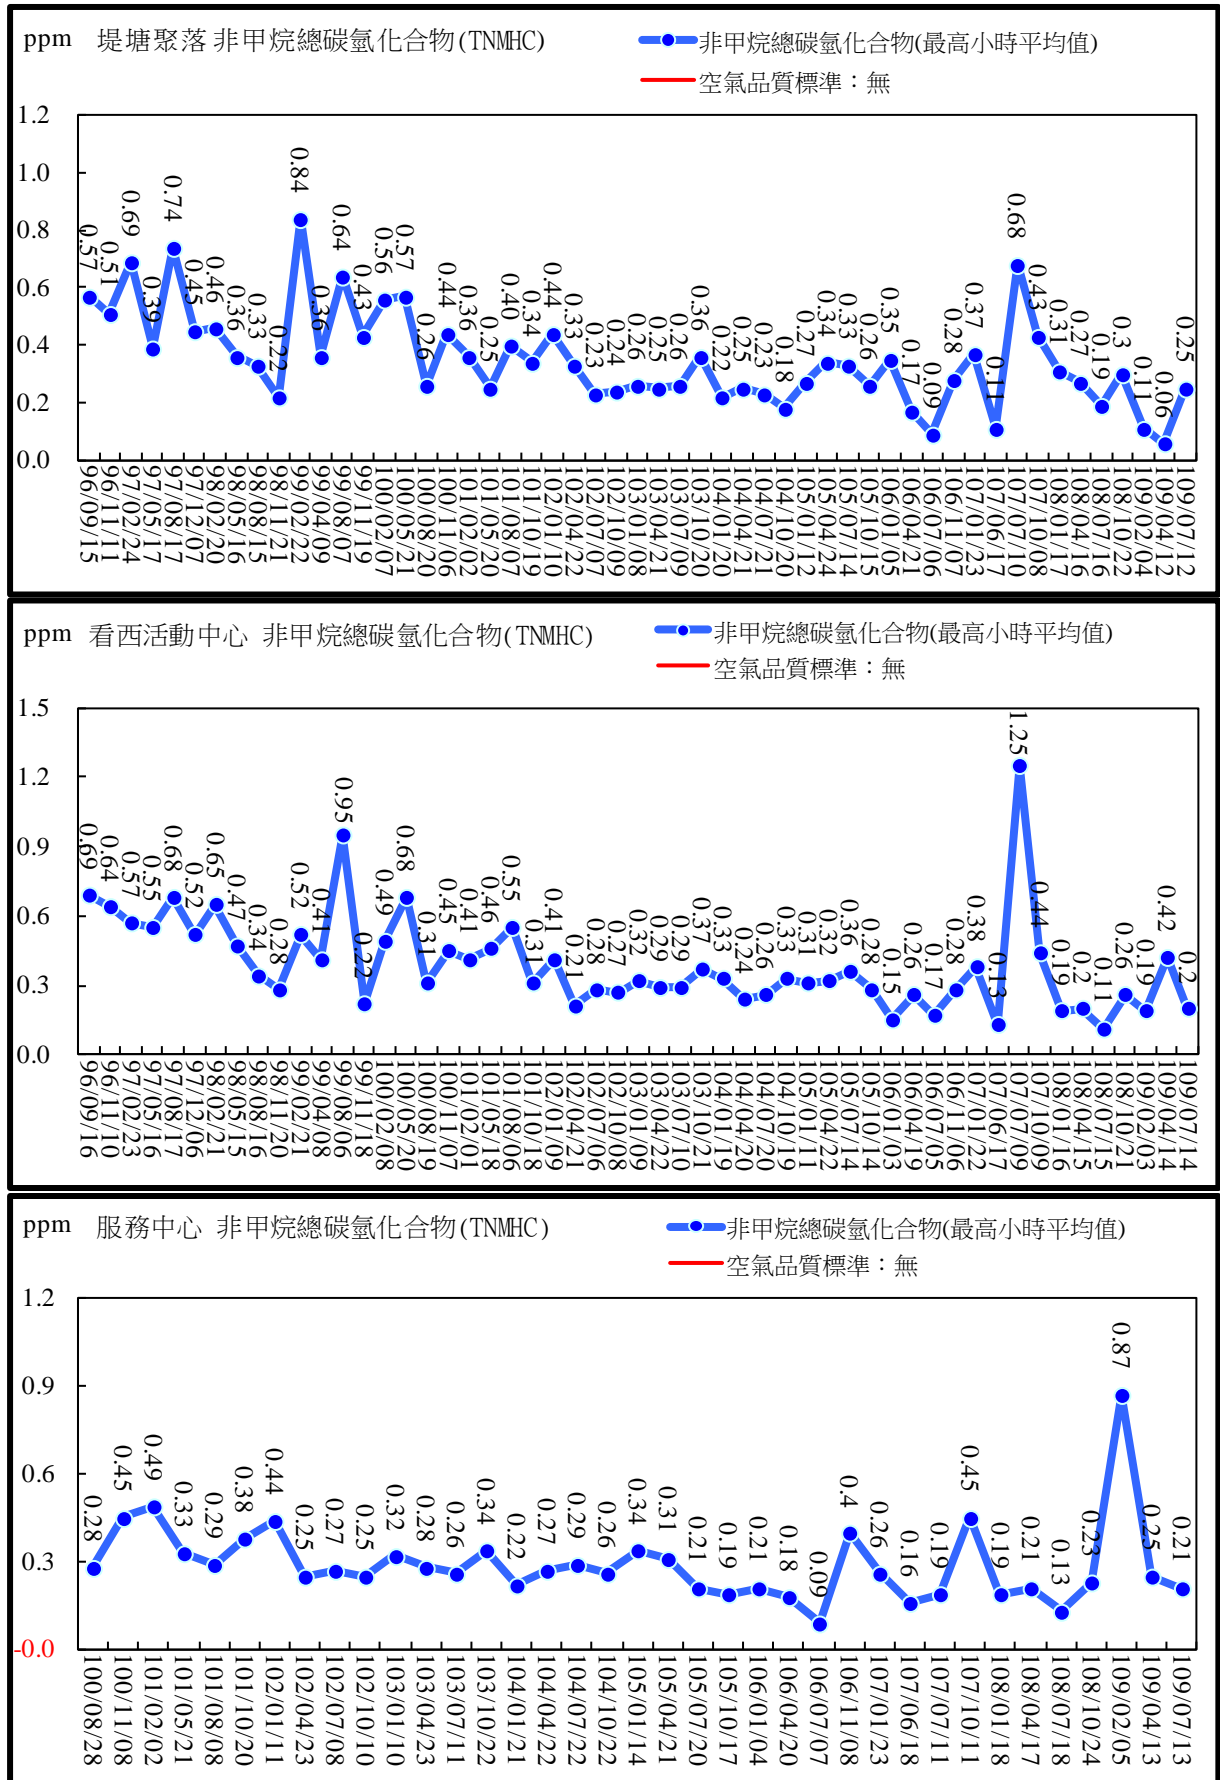 ppm 堤塘聚落 非甲烷總碳氫化合物(TNMHC)
非甲烷總碳氫化合物(最高小時平均值)
空氣品質標準：無
1.2
1.0
0.8
0.6
0.4
0.2
0.0
0.57 0.51 0.69 0.39 0.74 0.45 0.46 0.36 0.33 0.22 0.84 0.36 0.64 0.43 0.56 0.57 0.26 0.44 0.36 0.25 0.40 0.34 0.44 0.33 0.23 0.24 0.26 0.25 0.26 0.36 0.22 0.25 0.23 0.18 0.27 0.34 0.33 0.26 0.35 0.17 0.09 0.28 0.37 0.11 0.68 0.43 0.31 0.27 0.19 0.3 0.11 0.06 0.25
96/09/15 96/11/11 97/02/24 97/05/17 97/08/17 97/12/07 98/02/20 98/05/16 98/08/15 98/11/21 99/02/22 99/04/09 99/08/07 99/11/19 100/02/07 100/05/21 100/08/20 100/11/06 101/02/02 101/05/20 101/08/07 101/10/19 102/01/10 102/04/22 102/07/07 102/10/09 103/01/08 103/04/21 103/07/09 103/10/20 104/01/20 104/04/21 104/07/21 104/10/20 105/01/12 105/04/24 105/07/14 105/10/15 106/01/05 106/04/21 106/07/06 106/11/07 107/01/23 107/06/17 107/07/10 107/10/08 108/01/17 108/04/16 108/07/16 108/10/22 109/02/04 109/04/12 109/07/12
ppm 看西活動中心 非甲烷總碳氫化合物(TNMHC)
非甲烷總碳氫化合物(最高小時平均值)
空氣品質標準：無
1.5
1.2
0.9
0.6
0.3
0.0
0.69 0.64 0.57 0.55 0.68 0.52 0.65 0.47 0.34 0.28 0.52 0.41 0.95 0.22 0.49 0.68 0.31 0.45 0.41 0.46 0.55 0.31 0.41 0.21 0.28 0.27 0.32 0.29 0.29 0.37 0.33 0.24 0.26 0.33 0.31 0.32 0.36 0.28 0.15 0.26 0.17 0.28 0.38 0.13 1.25 0.44 0.19 0.2 0.11 0.26 0.19 0.42 0.2
96/09/16 96/11/10 97/02/23 97/05/16 97/08/17 97/12/06 98/02/21 98/05/15 98/08/16 98/11/20 99/02/21 99/04/08 99/08/06 99/11/18 100/02/08 100/05/20 100/08/19 100/11/07 101/02/01 101/05/18 101/08/06 101/10/18 102/01/09 102/04/21 102/07/06 102/10/08 103/01/09 103/04/22 103/07/10 103/10/21 104/01/19 104/04/20 104/07/20 104/10/19 105/01/11 105/04/22 105/07/14 105/10/14 106/01/03 106/04/19 106/07/05 106/11/06 107/01/22 107/06/17 107/07/09 107/10/09 108/01/16 108/04/15 108/07/15 108/10/21 109/02/03 109/04/14 109/07/14
ppm 服務中心 非甲烷總碳氫化合物(TNMHC)
非甲烷總碳氫化合物(最高小時平均值)
空氣品質標準：無
1.2
0.9
0.6
0.3
-0.0
0.28 0.45 0.49 0.33 0.29 0.38 0.44 0.25 0.27 0.25 0.32 0.28 0.26 0.34 0.22 0.27 0.29 0.26 0.34 0.31 0.21 0.19 0.21 0.18 0.09 0.4 0.26 0.16 0.19 0.45 0.19 0.21 0.13 0.23 0.87 0.25 0.21
100/08/28 100/11/08 101/02/02 101/05/21 101/08/08 101/10/20 102/01/11 102/04/23 102/07/08 102/10/10 103/01/10 103/04/23 103/07/11 103/10/22 104/01/21 104/04/22 104/07/22 104/10/22 105/01/14 105/04/21 105/07/20 105/10/17 106/01/04 106/04/20 106/07/07 106/11/08 107/01/23 107/06/18 107/07/11 107/10/11 108/01/18 108/04/17 108/07/18 108/10/24 109/02/05 109/04/13 109/07/13